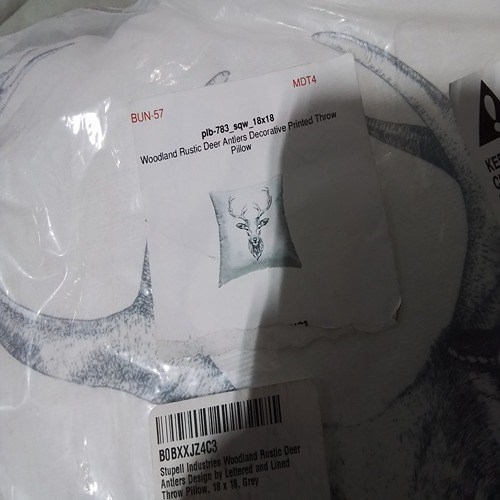 BUN-57
MDT4
plb-783_sqw_18x18
Woodland Rustic Deer Antlers Decorative Printed Throw
Pillow
B0BXXJZ4C3
Stupell Industries Woodland Rustic Deer
Antlers Design by Lettered and Lined
Throw Pillow, 18 x 18, Grey